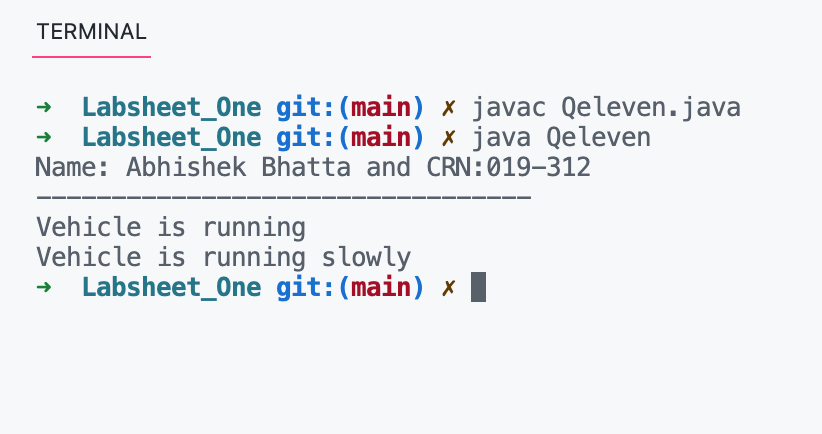 TERMINAL
➜  Labsheet_One git:(main) ✗ javac Qeleven.java
➜  Labsheet_One git:(main) ✗ java Qeleven
Name: Abhishek Bhatta and CRN:019-312
---------------------------------
Vehicle is running
Vehicle is running slowly
➜  Labsheet_One git:(main) ✗